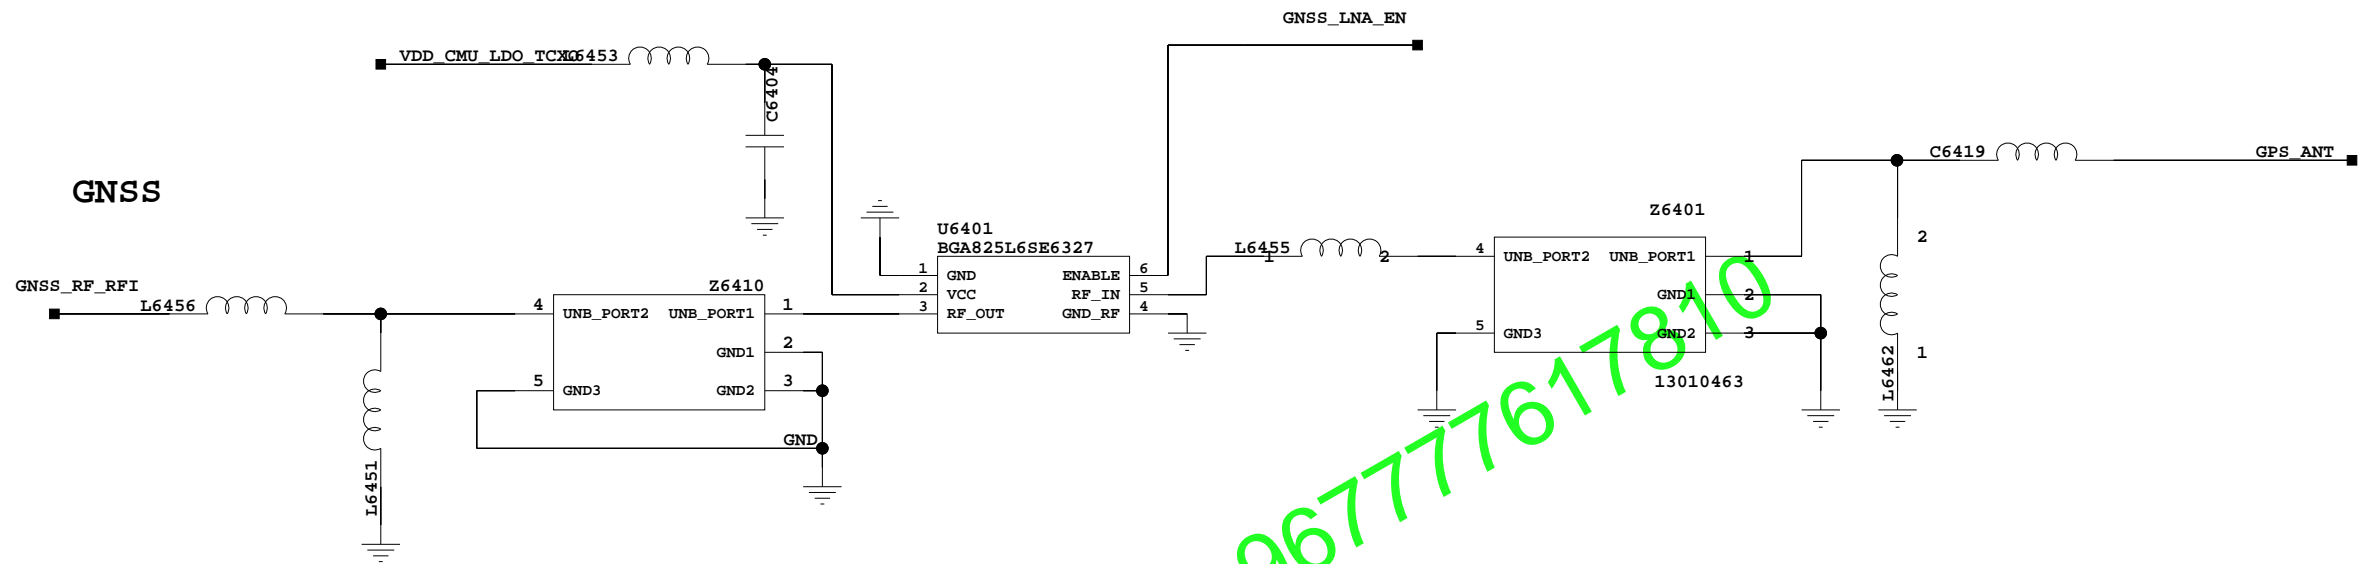 GNSS_LNA_EN
VDD_CMU_LDO_TCXO
L6453
C6404
C6419
GPS_ANT
GNSS
Z6401
U6401
BGA825L6SE6327
L6455
1
2
4
UNB_PORT2
UNB_PORT1
1
2
1
GND
ENABLE
6
2
VCC
RF_IN
5
3
RF_OUT
GND_RF
4
GND1
2
5
GND3
GND2
3
13010463
L6462
1
GNSS_RF_RFI
L6456
Z6410
4
UNB_PORT2
UNB_PORT1
1
GND1
2
5
GND3
GND2
3
GND
L6451
967777617810